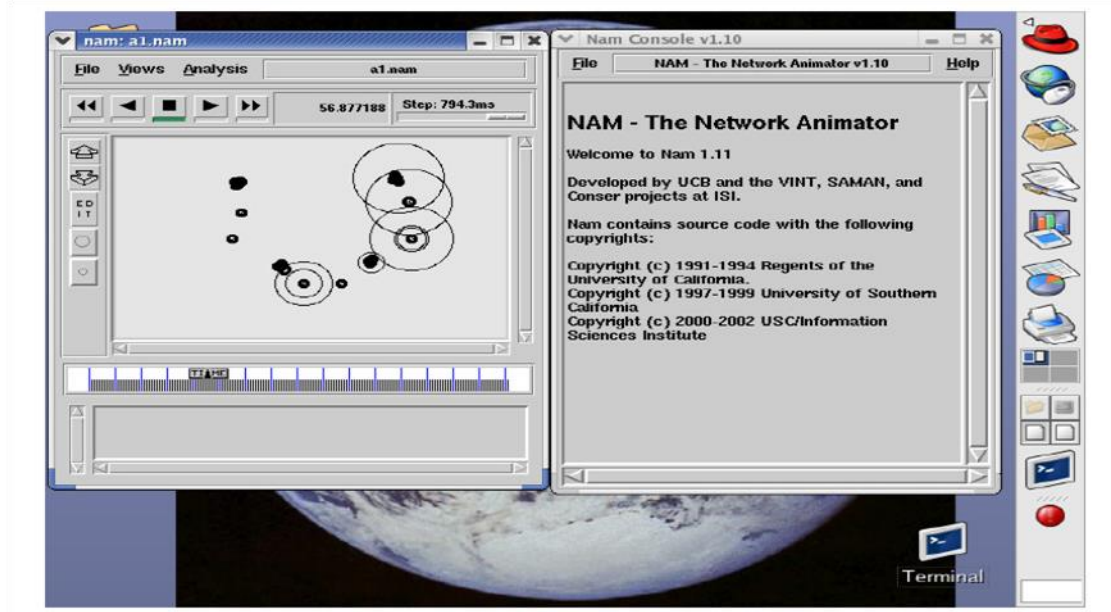 nam: a1.nam
File Views Analysis a1.nam
56.877188 Step: 794.3ms
ED
IT
TIME
Nam Console v1.10
File NAM - The Network Animator v1.10 Help
NAM - The Network Animator
Welcome to Nam 1.11
Developed by UCB and the VINT, SAMAN, and
Conser projects at ISI.
Nam contains source code with the following
copyrights:
Copyright (c) 1991-1994 Regents of the
University of California.
Copyright (c) 1997-1999 University of Southern
California
Copyright (c) 2000-2002 USC/Information
Sciences Institute
Terminal